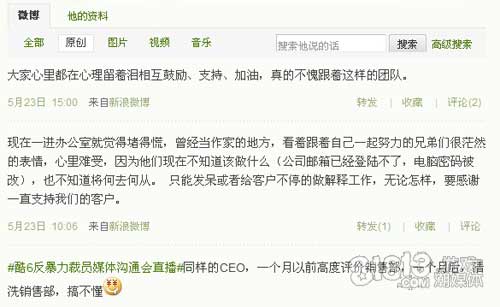 微博 他的资料
全部 原创 图片 视频 音乐 搜索他说的话 搜索 高级搜索
大家心里都在心理留着泪相互鼓励、支持、加油，真的不愧跟着这样的团队。
5月23日 15:00 来自新浪微博 转发 | 收藏 | 评论(2)
现在一进办公室就觉得堵得慌，曾经当作家的地方，看着跟着自己一起努力的兄弟们很茫然
的表情，心里难受，因为他们现在不知道该做什么（公司邮箱已经登陆不了，电脑密码被
改），也不知道将何去何从。 只能发呆或者给客户不停的做解释工作，无论怎样，要感谢
一直支持我们的客户。
5月23日 10:06 来自新浪微博 转发(1) | 收藏 | 评论
#酷6反暴力裁员媒体沟通会直播#同样的CEO，一个月以前高度评价销售部，一个月后，清
洗销售部，搞不懂